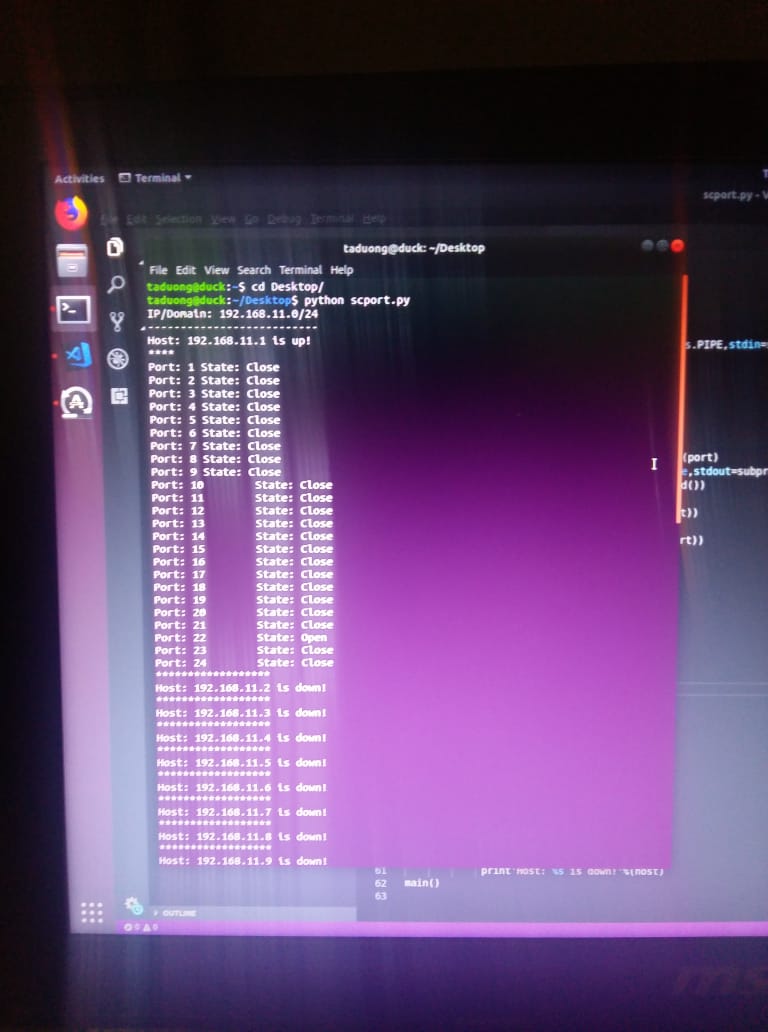 Activities
Terminal
scport.py - V
File Edit Selection View Go Debug Terminal Help
taduong@duck: ~/Desktop
File Edit View Search Terminal Help
taduong@duck:~$ cd Desktop/
taduong@duck:~/Desktop$ python scport.py
IP/Domain: 192.168.11.0/24
--------------------------
Host: 192.168.11.1 is up!
****
Port: 1 State: Close
Port: 2 State: Close
Port: 3 State: Close
Port: 4 State: Close
Port: 5 State: Close
Port: 6 State: Close
Port: 7 State: Close
Port: 8 State: Close
Port: 9 State: Close
Port: 10 State: Close
Port: 11 State: Close
Port: 12 State: Close
Port: 13 State: Close
Port: 14 State: Close
Port: 15 State: Close
Port: 16 State: Close
Port: 17 State: Close
Port: 18 State: Close
Port: 19 State: Close
Port: 20 State: Close
Port: 21 State: Close
Port: 22 State: Open
Port: 23 State: Close
Port: 24 State: Close
******************
Host: 192.168.11.2 is down!
******************
Host: 192.168.11.3 is down!
******************
Host: 192.168.11.4 is down!
******************
Host: 192.168.11.5 is down!
******************
Host: 192.168.11.6 is down!
******************
Host: 192.168.11.7 is down!
******************
Host: 192.168.11.8 is down!
******************
Host: 192.168.11.9 is down!
s.PIPE,stdin=
(port)
e,stdout=subpr
d())
t))
rt))
61 print'Host: %s is down!'%(host)
62 main()
63
OUTLINE
0 0
ms